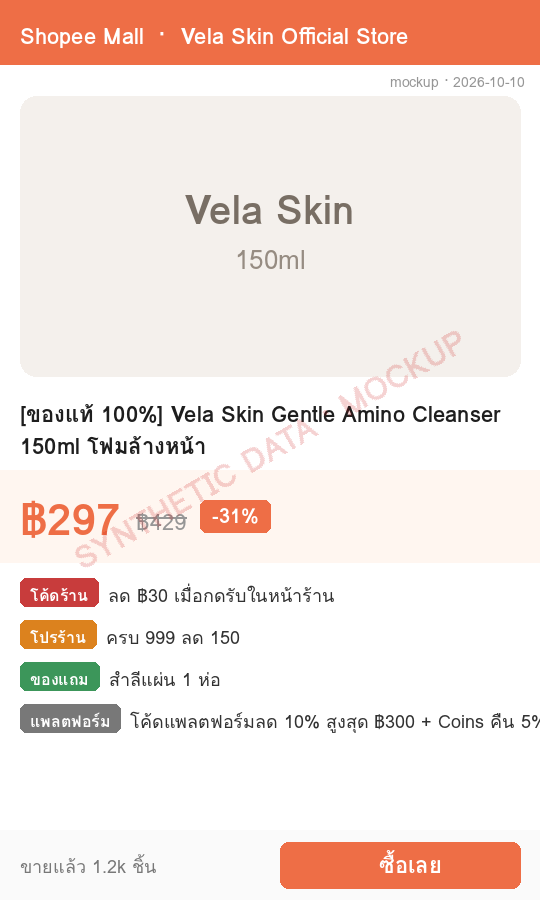 Shopee Mall · Vela Skin Official Store
mockup · 2026-10-10
Vela Skin
150ml
[ของแท้ 100%] Vela Skin Gentle Amino Cleanser
150ml โฟมล้างหน้า
฿297 ฿429 -31%
SYNTHETIC DATA · MOCKUP
โค้ดร้าน ลด ฿30 เมื่อกดรับในหน้าร้าน
โปรร้าน ครบ 999 ลด 150
ของแถม สำลีแผ่น 1 ห่อ
แพลตฟอร์ม โค้ดแพลตฟอร์มลด 10% สูงสุด ฿300 + Coins คืน 5%
ขายแล้ว 1.2k ชิ้น
ซื้อเลย